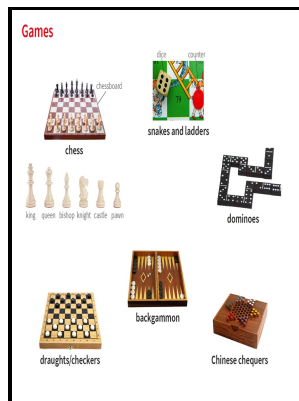 Games
dice counter
chessboard
snakes and ladders
chess
king queen bishop knight castle pawn
dominoes
backgammon
draughts/checkers
Chinese chequers